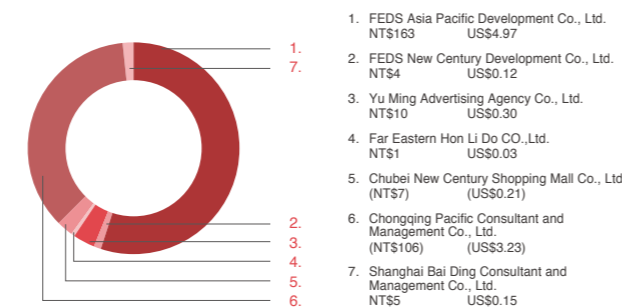 1.
7.
2.
3.
4.
5.
6.
1. FEDS Asia Pacific Development Co., Ltd.
NT$163 US$4.97
2. FEDS New Century Development Co., Ltd.
NT$4 US$0.12
3. Yu Ming Advertising Agency Co., Ltd.
NT$10 US$0.30
4. Far Eastern Hon Li Do CO.,Ltd.
NT$1 US$0.03
5. Chubei New Century Shopping Mall Co., Ltd
(NT$7) (US$0.21)
6. Chongqing Pacific Consultant and
Management Co., Ltd.
(NT$106) (US$3.23)
7. Shanghai Bai Ding Consultant and
Management Co., Ltd.
NT$5 US$0.15